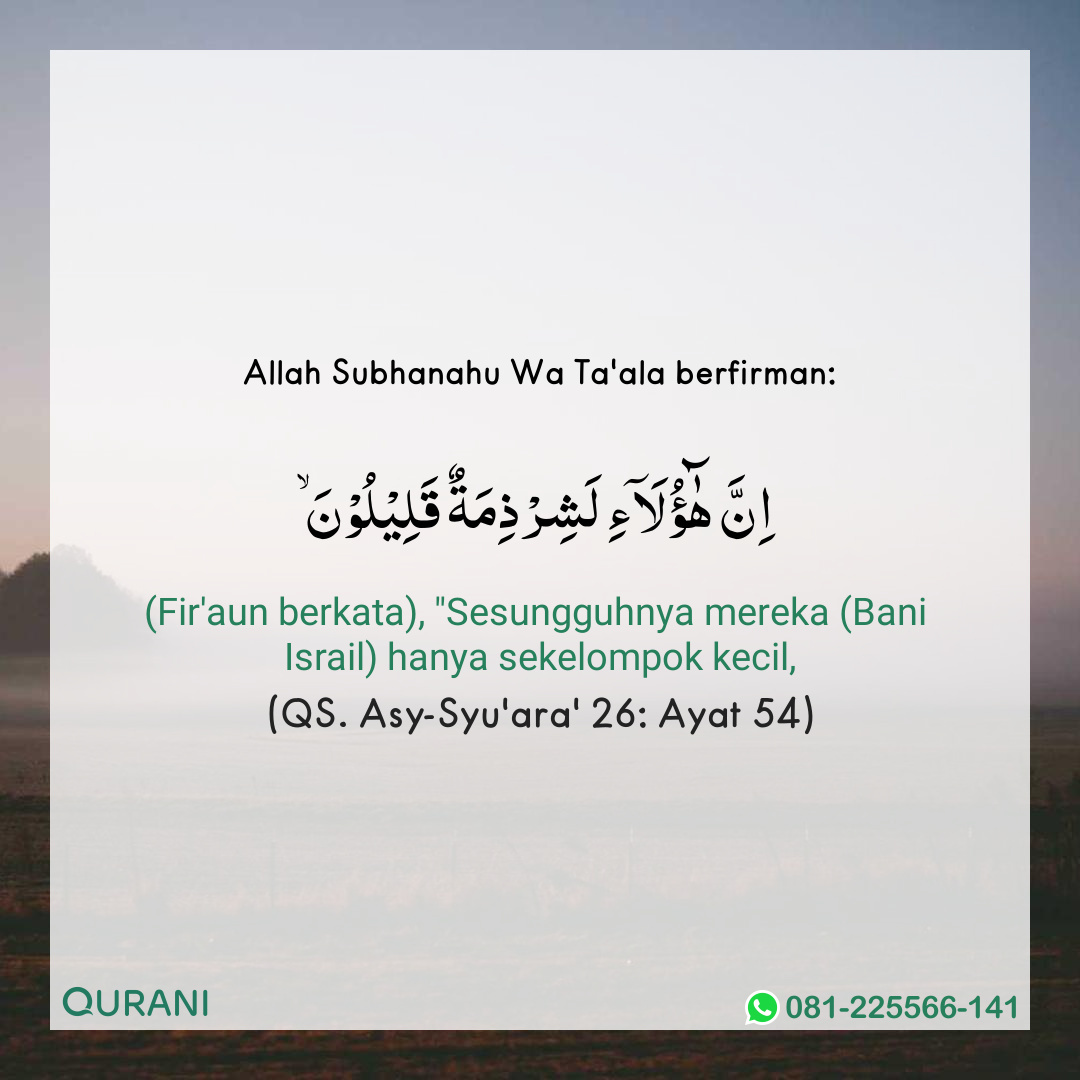 Allah Subhanahu Wa Ta'ala berfirman:
اِنَّ هٰۤؤُلَاۤءِ لَشِرْذِمَةٌ قَلِيْلُوْنَۙ
(Fir'aun berkata), "Sesungguhnya mereka (Bani
Israil) hanya sekelompok kecil,
(QS. Asy-Syu'ara' 26: Ayat 54)
QURANI
081-225566-141